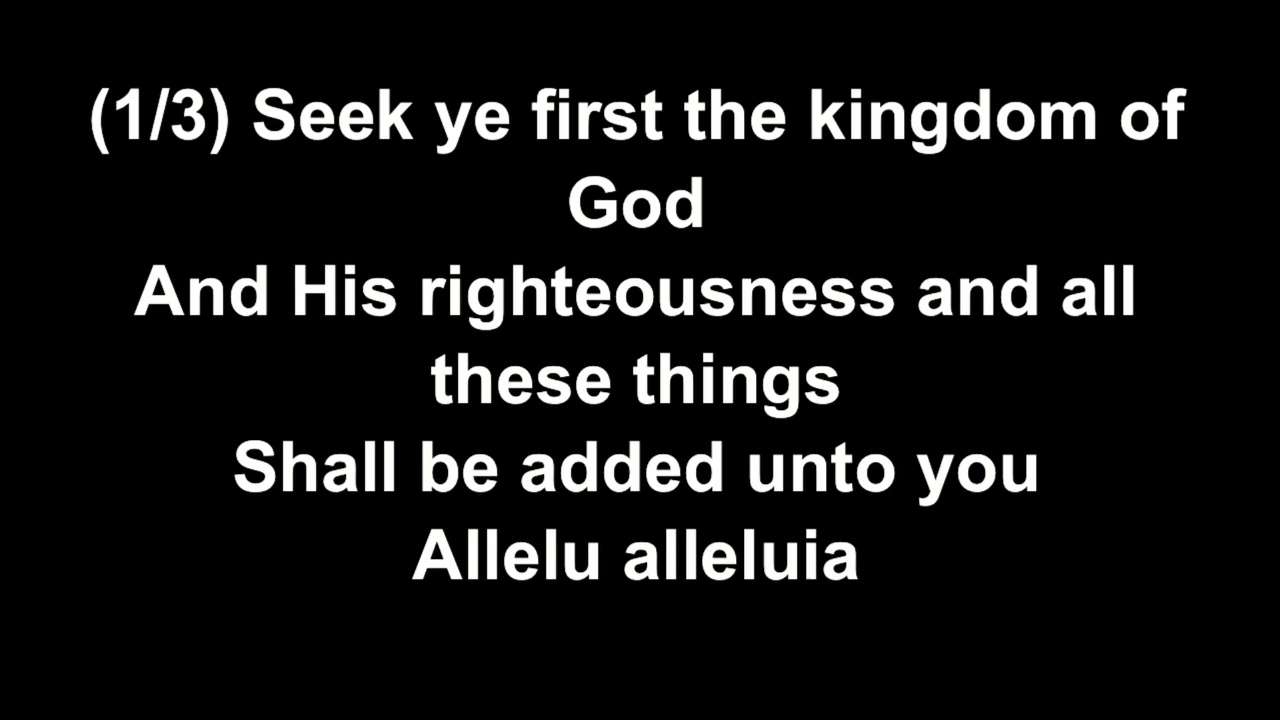 (1/3) Seek ye first the kingdom of
God
And His righteousness and all
these things
Shall be added unto you
Allelu alleluia